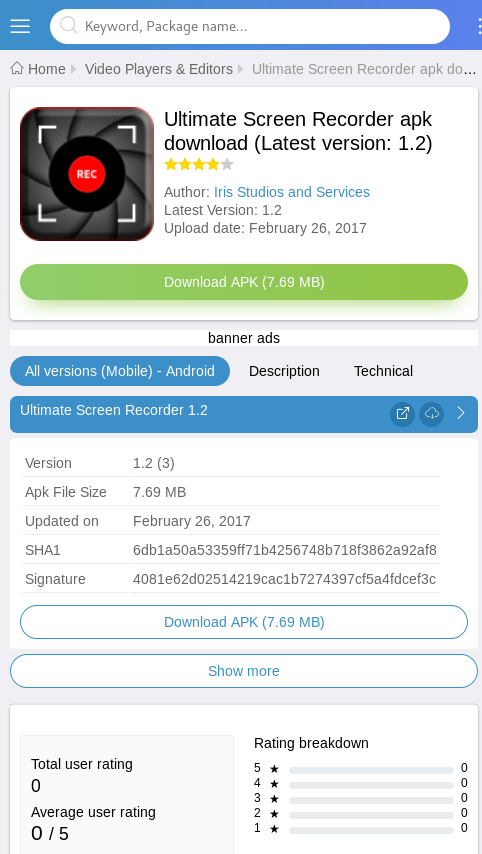 Keyword, Package name...
Home Video Players & Editors Ultimate Screen Recorder apk do...
REC
Ultimate Screen Recorder apk
download (Latest version: 1.2)
Author: Iris Studios and Services
Latest Version: 1.2
Upload date: February 26, 2017
Download APK (7.69 MB)
banner ads
All versions (Mobile) - Android Description Technical
Ultimate Screen Recorder 1.2
Version 1.2 (3)
Apk File Size 7.69 MB
Updated on February 26, 2017
SHA1 6db1a50a53359ff71b4256748b718f3862a92af8
Signature 4081e62d02514219cac1b7274397cf5a4fdcef3c
Download APK (7.69 MB)
Show more
Total user rating
0
Average user rating
0 / 5
Rating breakdown
5 ★ 0
4 ★ 0
3 ★ 0
2 ★ 0
1 ★ 0